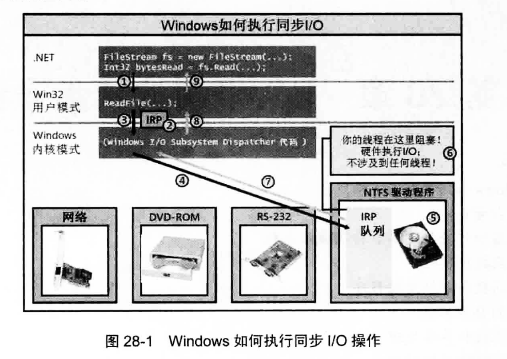 Windows如何执行同步I/O
.NET
FileStream fs = new FileStream(...);
Int32 bytesRead = fs.Read(...);
① ⑨
Win32
用户模式
ReadFile(...);
③ IRP ② ⑧
Windows
内核模式
(Windows I/O Subsystem Dispatcher 代码)
你的线程在这里阻塞!
硬件执行I/O;
不涉及到任何线程!
⑥
④ ⑦
NTFS 驱动程序
IRP
队列
⑤
网络
DVD-ROM
RS-232
图 28-1 Windows 如何执行同步 I/O 操作